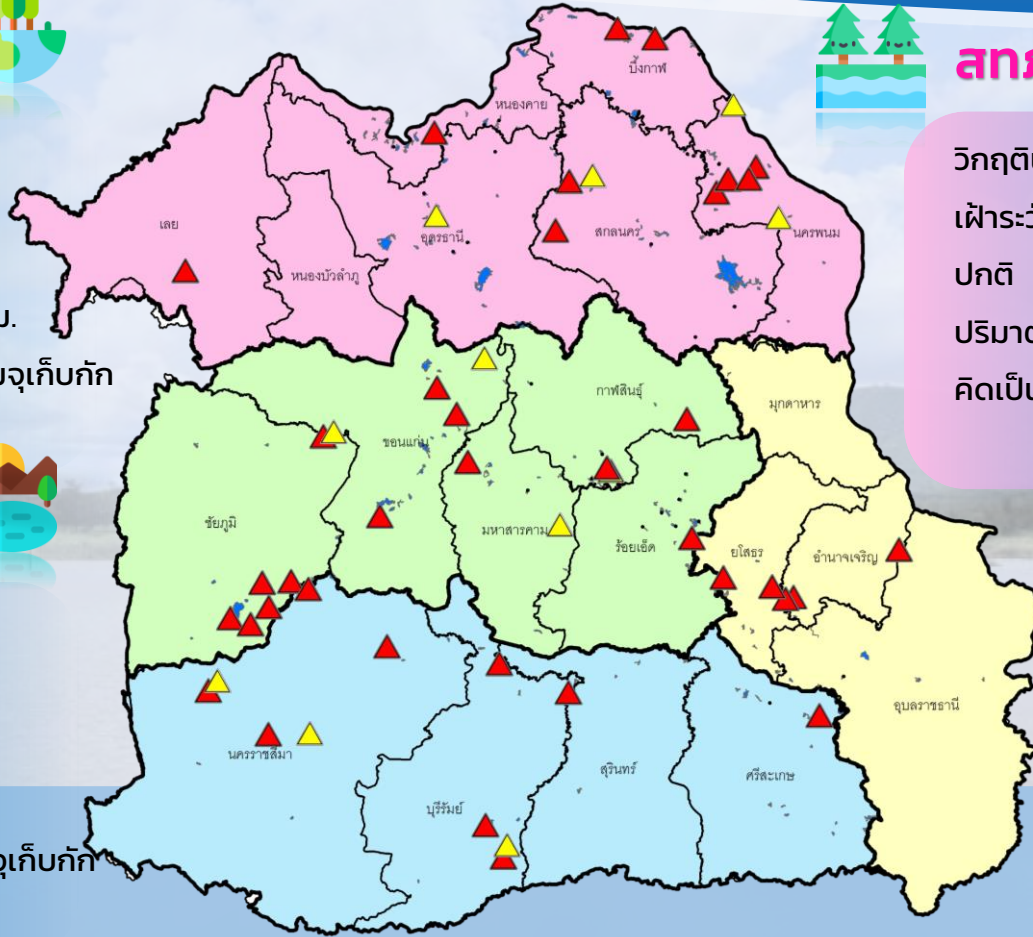 สทภ
วิกฤติ
เฝ้าระวั
ปกติ
ปริมาต
คิดเป็น
ม.
จุเก็บกัก
จุเก็บกัก
บึงกาฬ
หนองคาย
เลย
อุดรธานี
สกลนคร
นครพนม
หนองบัวลำภู
กาฬสินธุ์
มุกดาหาร
ขอนแก่น
ชัยภูมิ
มหาสารคาม
ร้อยเอ็ด
ยโสธร
อำนาจเจริญ
อุบลราชธานี
นครราชสีมา
บุรีรัมย์
สุรินทร์
ศรีสะเกษ